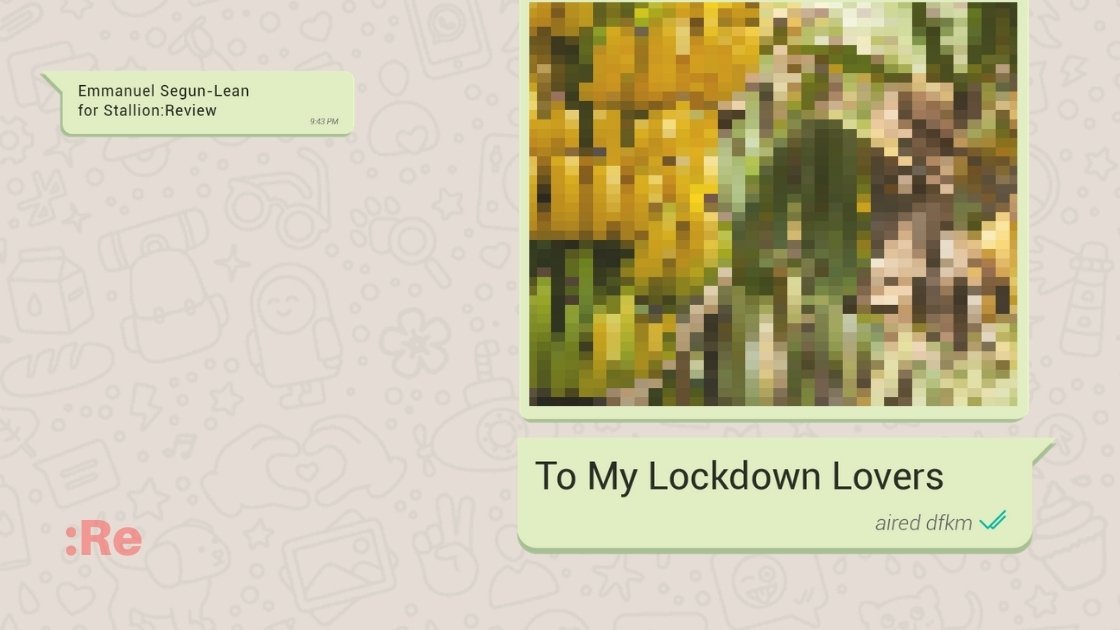 Emmanuel Segun-Lean
for Stallion:Review
9:43 PM
To My Lockdown Lovers
aired dfkm
:Re